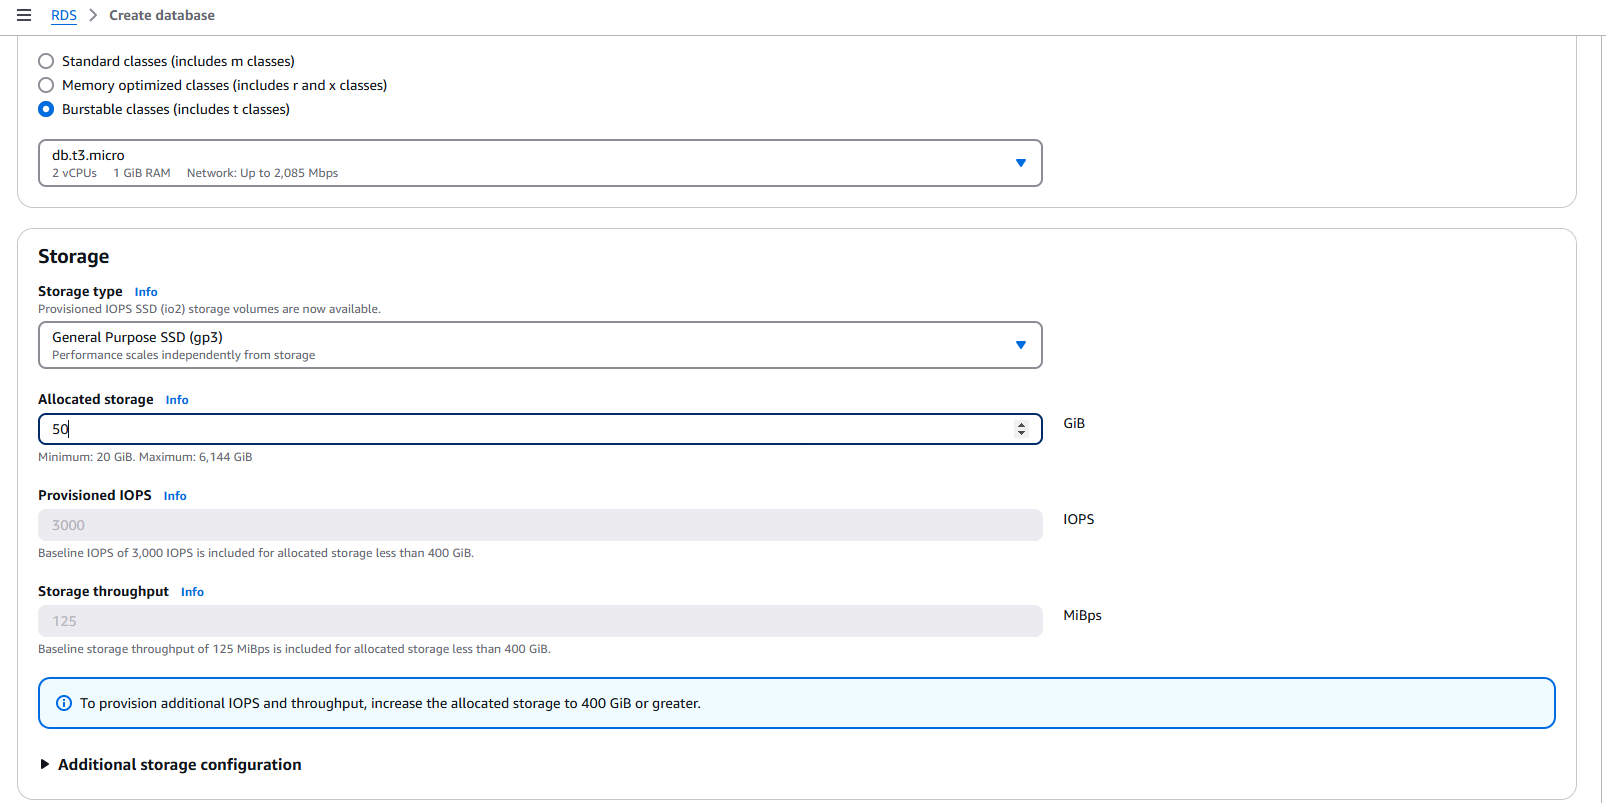 RDS > Create database
Standard classes (includes m classes)
Memory optimized classes (includes r and x classes)
Burstable classes (includes t classes)
db.t3.micro
2 vCPUs 1 GiB RAM Network: Up to 2,085 Mbps
Storage
Storage type Info
Provisioned IOPS SSD (io2) storage volumes are now available.
General Purpose SSD (gp3)
Performance scales independently from storage
Allocated storage Info
50 GiB
Minimum: 20 GiB. Maximum: 6,144 GiB
Provisioned IOPS Info
3000 IOPS
Baseline IOPS of 3,000 IOPS is included for allocated storage less than 400 GiB.
Storage throughput Info
125 MiBps
Baseline storage throughput of 125 MiBps is included for allocated storage less than 400 GiB.
To provision additional IOPS and throughput, increase the allocated storage to 400 GiB or greater.
Additional storage configuration